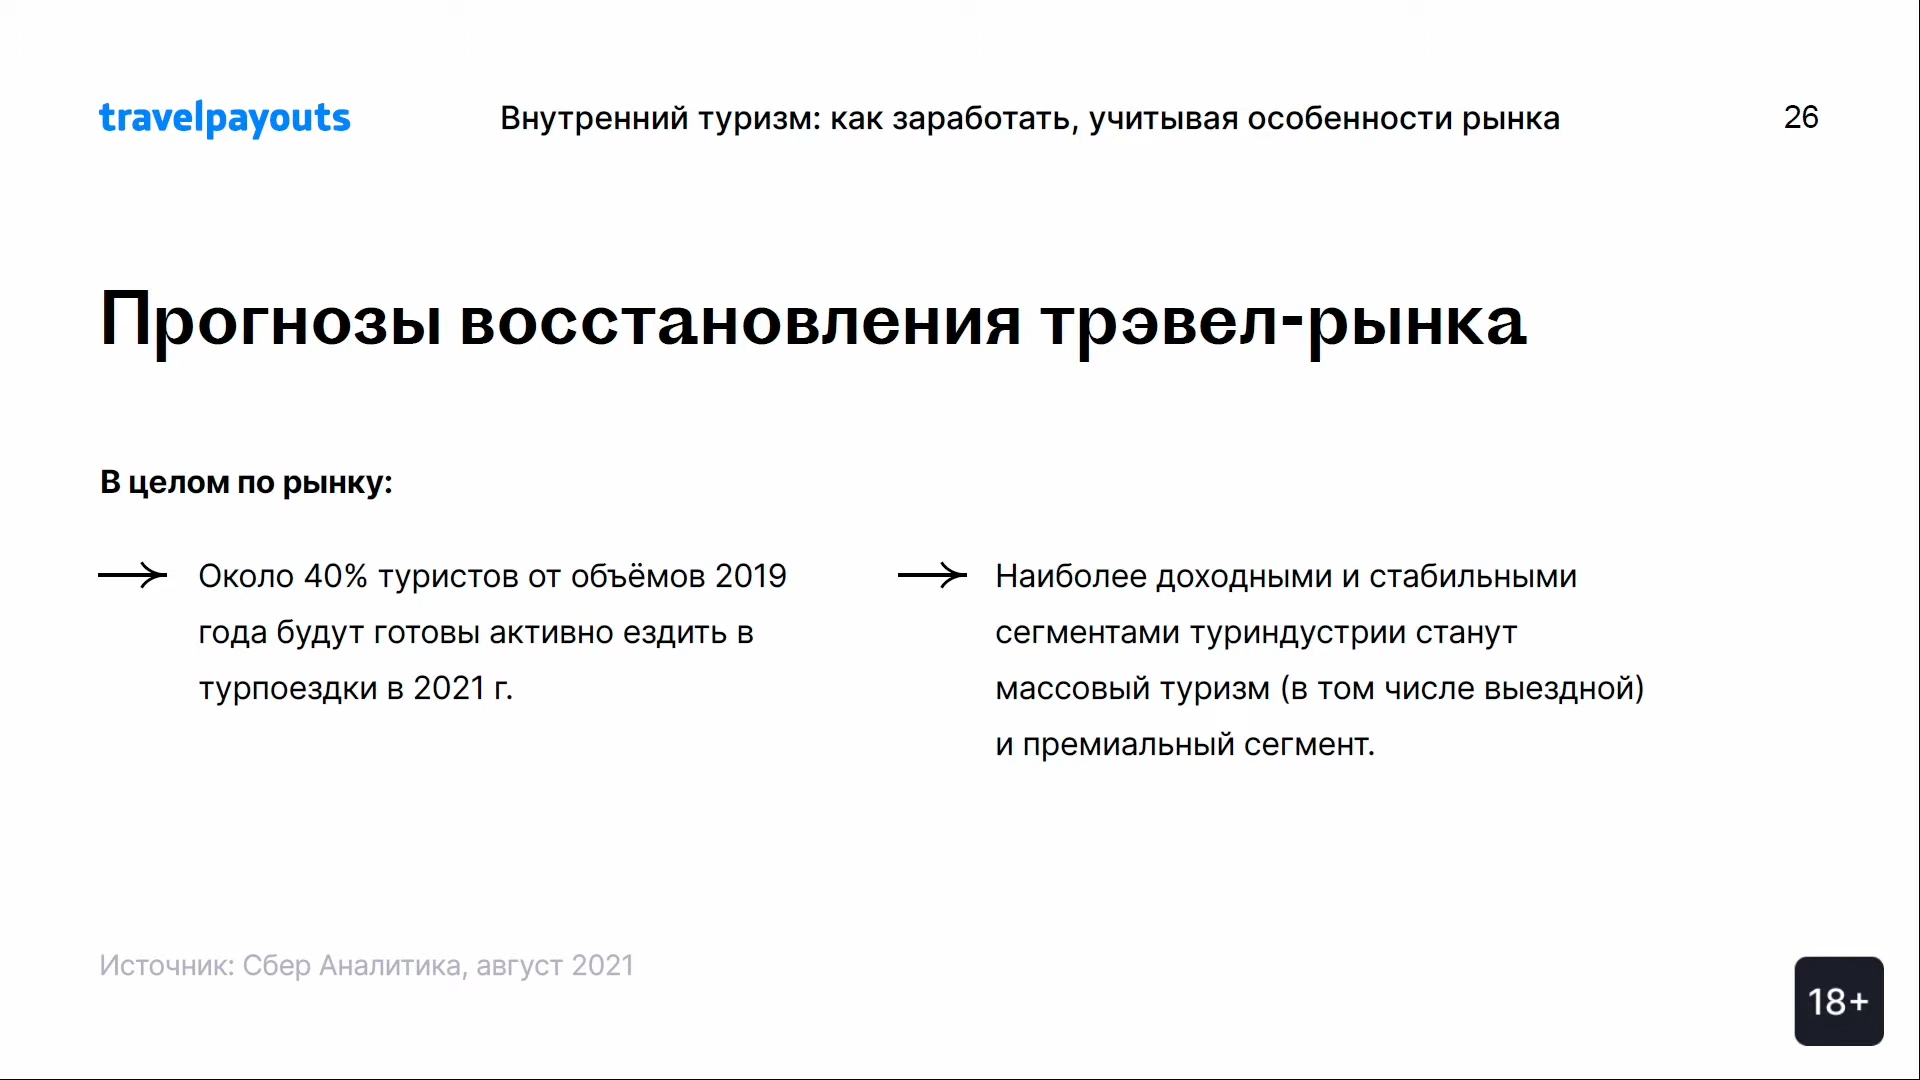 travelpayouts
Внутренний туризм: как заработать, учитывая особенности рынка
26
Прогнозы восстановления трэвел-рынка
В целом по рынку:
Около 40% туристов от объёмов 2019
года будут готовы активно ездить в
турпоездки в 2021 г.
Наиболее доходными и стабильными
сегментами туриндустрии станут
массовый туризм (в том числе выездной)
и премиальный сегмент.
Источник: Сбер Аналитика, август 2021
18+